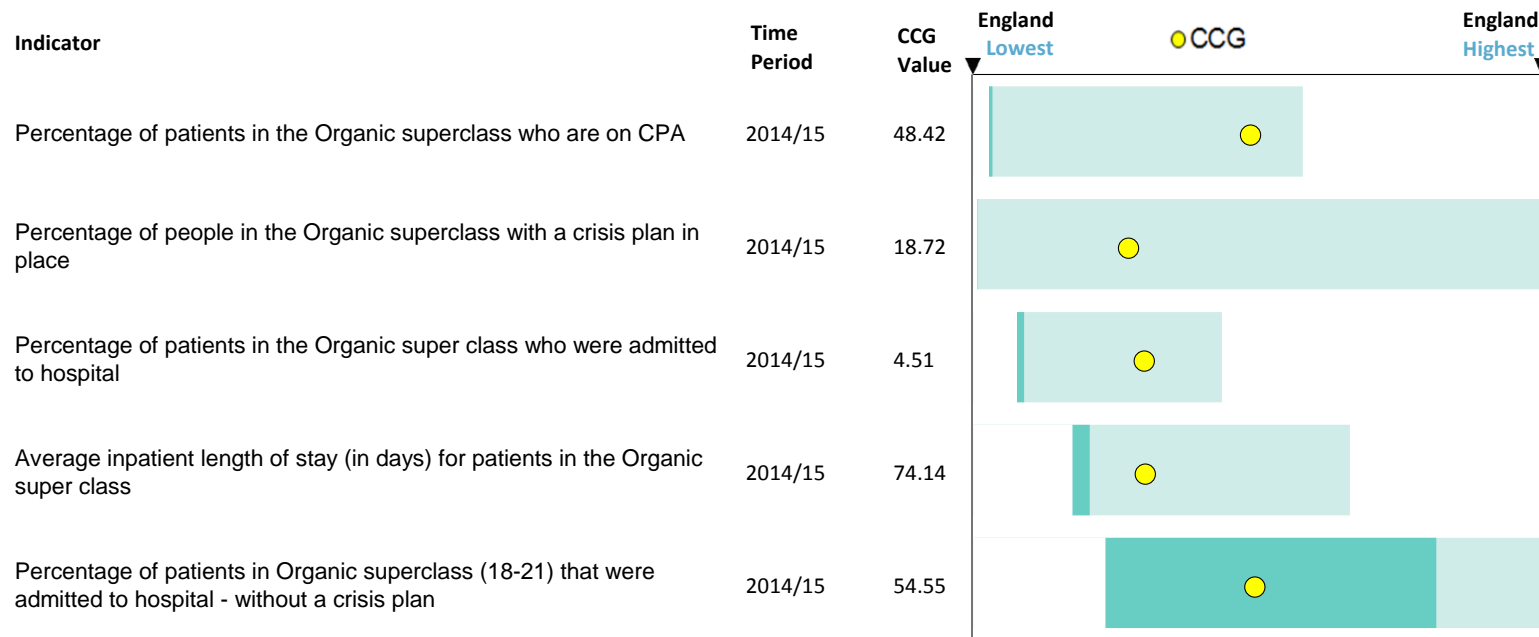 Indicator
Time
Period
CCG
Value
England
Lowest
CCG
England
Highest
Percentage of patients in the Organic superclass who are on CPA
2014/15
48.42
Percentage of people in the Organic superclass with a crisis plan in
place
2014/15
18.72
Percentage of patients in the Organic super class who were admitted
to hospital
2014/15
4.51
Average inpatient length of stay (in days) for patients in the Organic
super class
2014/15
74.14
Percentage of patients in Organic superclass (18-21) that were
admitted to hospital - without a crisis plan
2014/15
54.55